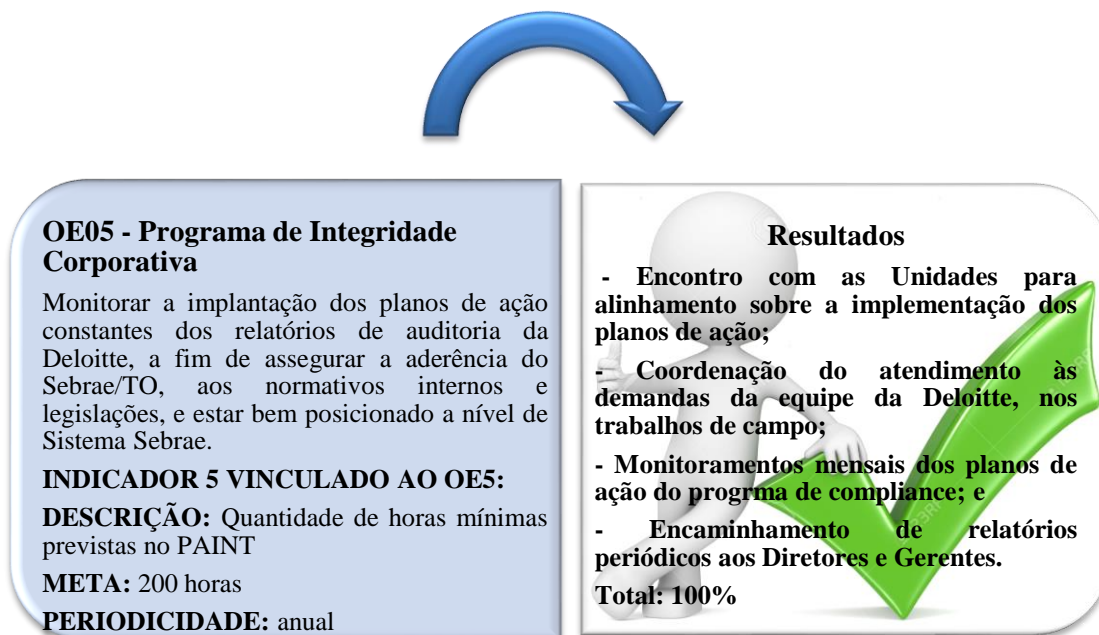 OE05 - Programa de Integridade
Corporativa
Monitorar a implantação dos planos de ação
constantes dos relatórios de auditoria da
Deloitte, a fim de assegurar a aderência do
Sebrae/TO, aos normativos internos e
legislações, e estar bem posicionado a nível de
Sistema Sebrae.
INDICADOR 5 VINCULADO AO OE5:
DESCRIÇÃO: Quantidade de horas mínimas
previstas no PAINT
META: 200 horas
PERIODICIDADE: anual
Resultados
- Encontro com as Unidades para
alinhamento sobre a implementação dos
planos de ação;
- Coordenação do atendimento às
demandas da equipe da Deloitte, nos
trabalhos de campo;
- Monitoramentos mensais dos planos de
ação do progrma de compliance; e
- Encaminhamento de relatórios
periódicos aos Diretores e Gerentes.
Total: 100%